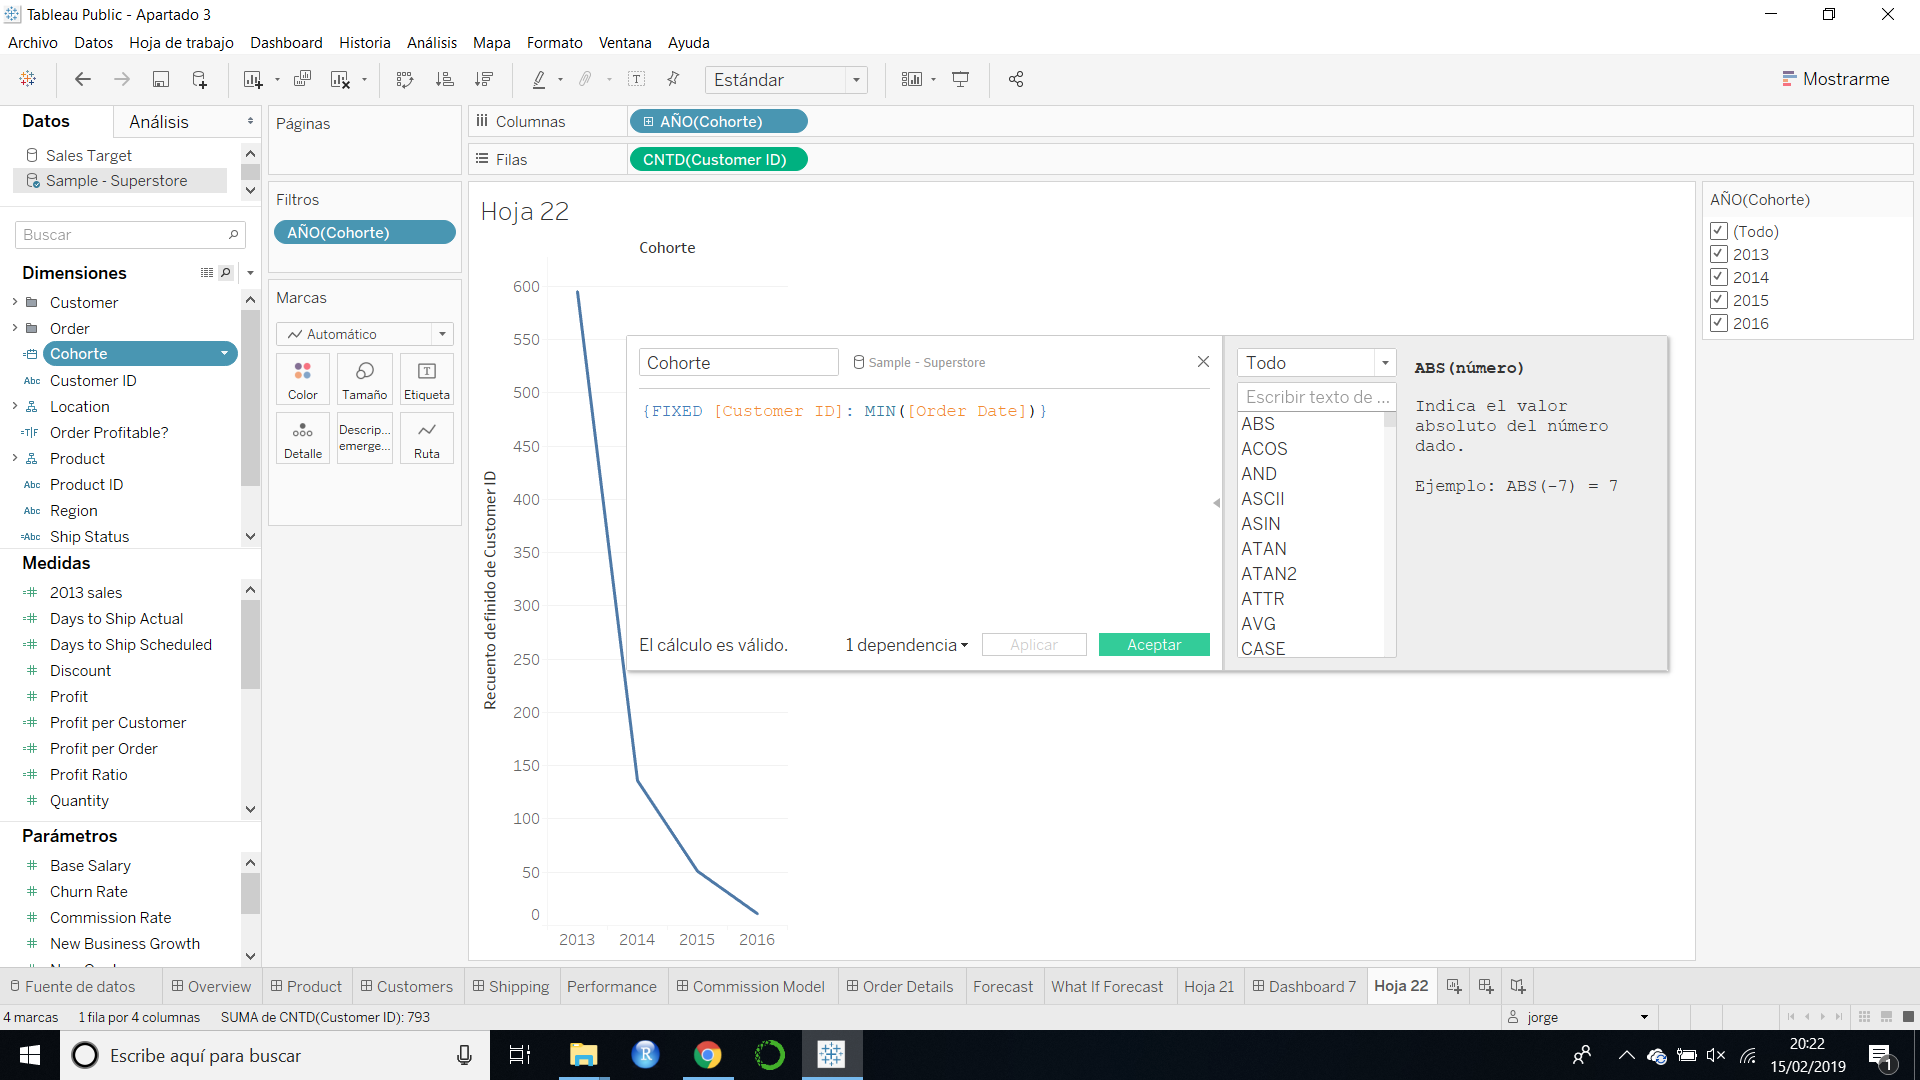 Tableau Public - Apartado 3
Archivo Datos Hoja de trabajo Dashboard Historia Análisis Mapa Formato Ventana Ayuda
Estándar
Mostrarme
Datos
Análisis
Sales Target
Sample - Superstore
Buscar
Dimensiones
Customer
Order
Cohorte
Abc Customer ID
Location
=T|F Order Profitable?
Product
Abc Product ID
Abc Region
=Abc Ship Status
Medidas
2013 sales
Days to Ship Actual
Days to Ship Scheduled
Discount
Profit
Profit per Customer
Profit per Order
Profit Ratio
Quantity
Parámetros
Base Salary
Churn Rate
Commission Rate
New Business Growth
Páginas
Filtros
AÑO(Cohorte)
Marcas
Automático
Color
Tamaño
Etiqueta
Detalle
Descrip... emerge...
Ruta
Columnas
AÑO(Cohorte)
Filas
CNTD(Customer ID)
Hoja 22
Cohorte
Recuento definido de Customer ID
600
550
500
450
400
350
300
250
200
150
100
50
0
2013 2014 2015 2016
Cohorte
Sample - Superstore
{FIXED [Customer ID]: MIN([Order Date])}
El cálculo es válido.
1 dependencia
Aplicar
Aceptar
Todo
Escribir texto de ...
ABS
ACOS
AND
ASCII
ASIN
ATAN
ATAN2
ATTR
AVG
CASE
ABS(número)
Indica el valor
absoluto del número
dado.
Ejemplo: ABS(-7) = 7
AÑO(Cohorte)
(Todo)
2013
2014
2015
2016
Fuente de datos Overview Product Customers Shipping Performance Commission Model Order Details Forecast What If Forecast Hoja 21 Dashboard 7 Hoja 22
4 marcas 1 fila por 4 columnas SUMA de CNTD(Customer ID): 793
jorge
Escribe aquí para buscar
R
20:22
15/02/2019
1